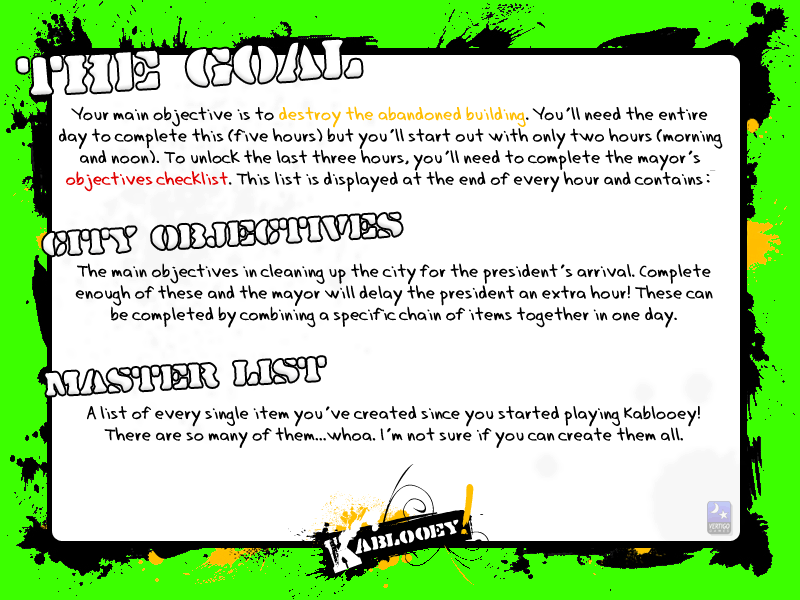 THE GOAL
Your main objective is to destroy the abandoned building. You'll need the entire
day to complete this (five hours) but you'll start out with only two hours (morning
and noon). To unlock the last three hours, you'll need to complete the mayor's
objectives checklist. This list is displayed at the end of every hour and contains:
CITY OBJECTIVES
The main objectives in cleaning up the city for the president's arrival. Complete
enough of these and the mayor will delay the president an extra hour! These can
be completed by combining a specific chain of items together in one day.
MASTER LIST
A list of every single item you've created since you started playing Kablooey!
There are so many of them...whoa. I'm not sure if you can create them all.
KABLOOEY!
VERTIGO
GAMES